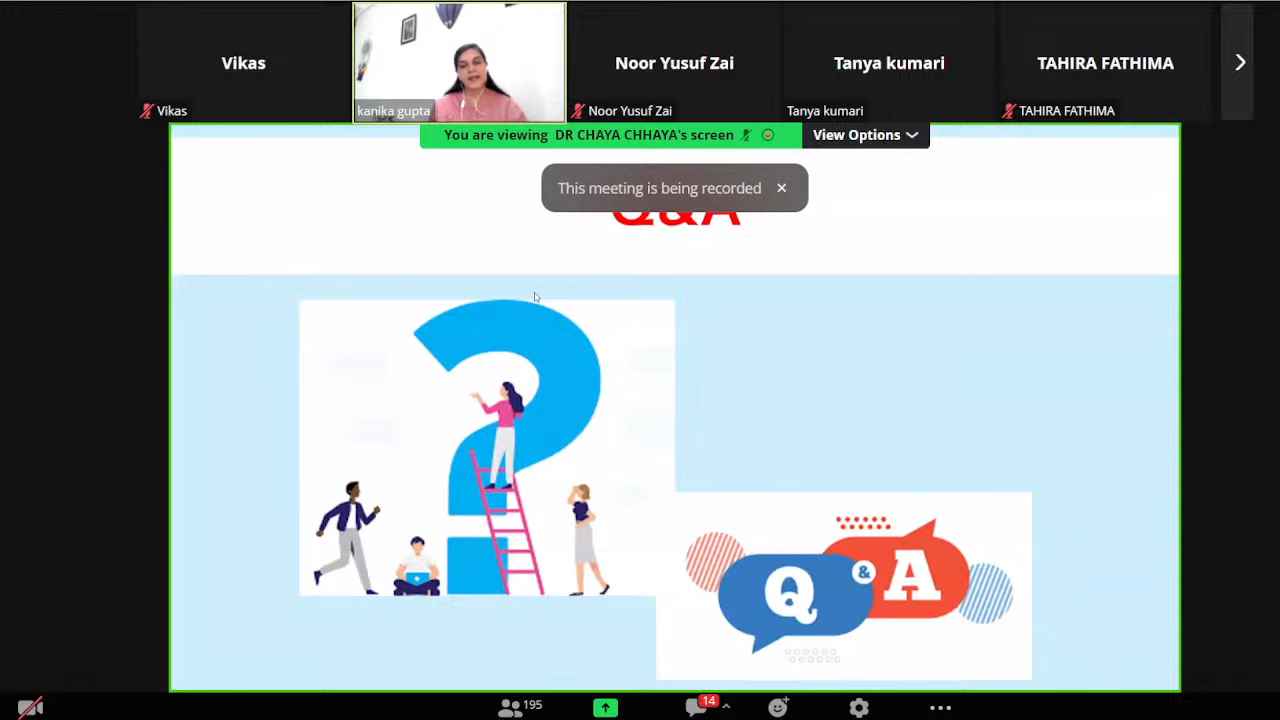 Vikas
Noor Yusuf Zai
Tanya kumari
TAHIRA FATHIMA
Vikas
kanika gupta
Noor Yusuf Zai
Tanya kumari
TAHIRA FATHIMA
You are viewing DR CHAYA CHHAYA's screen
View Options
This meeting is being recorded
Q&A
Q & A
195
14